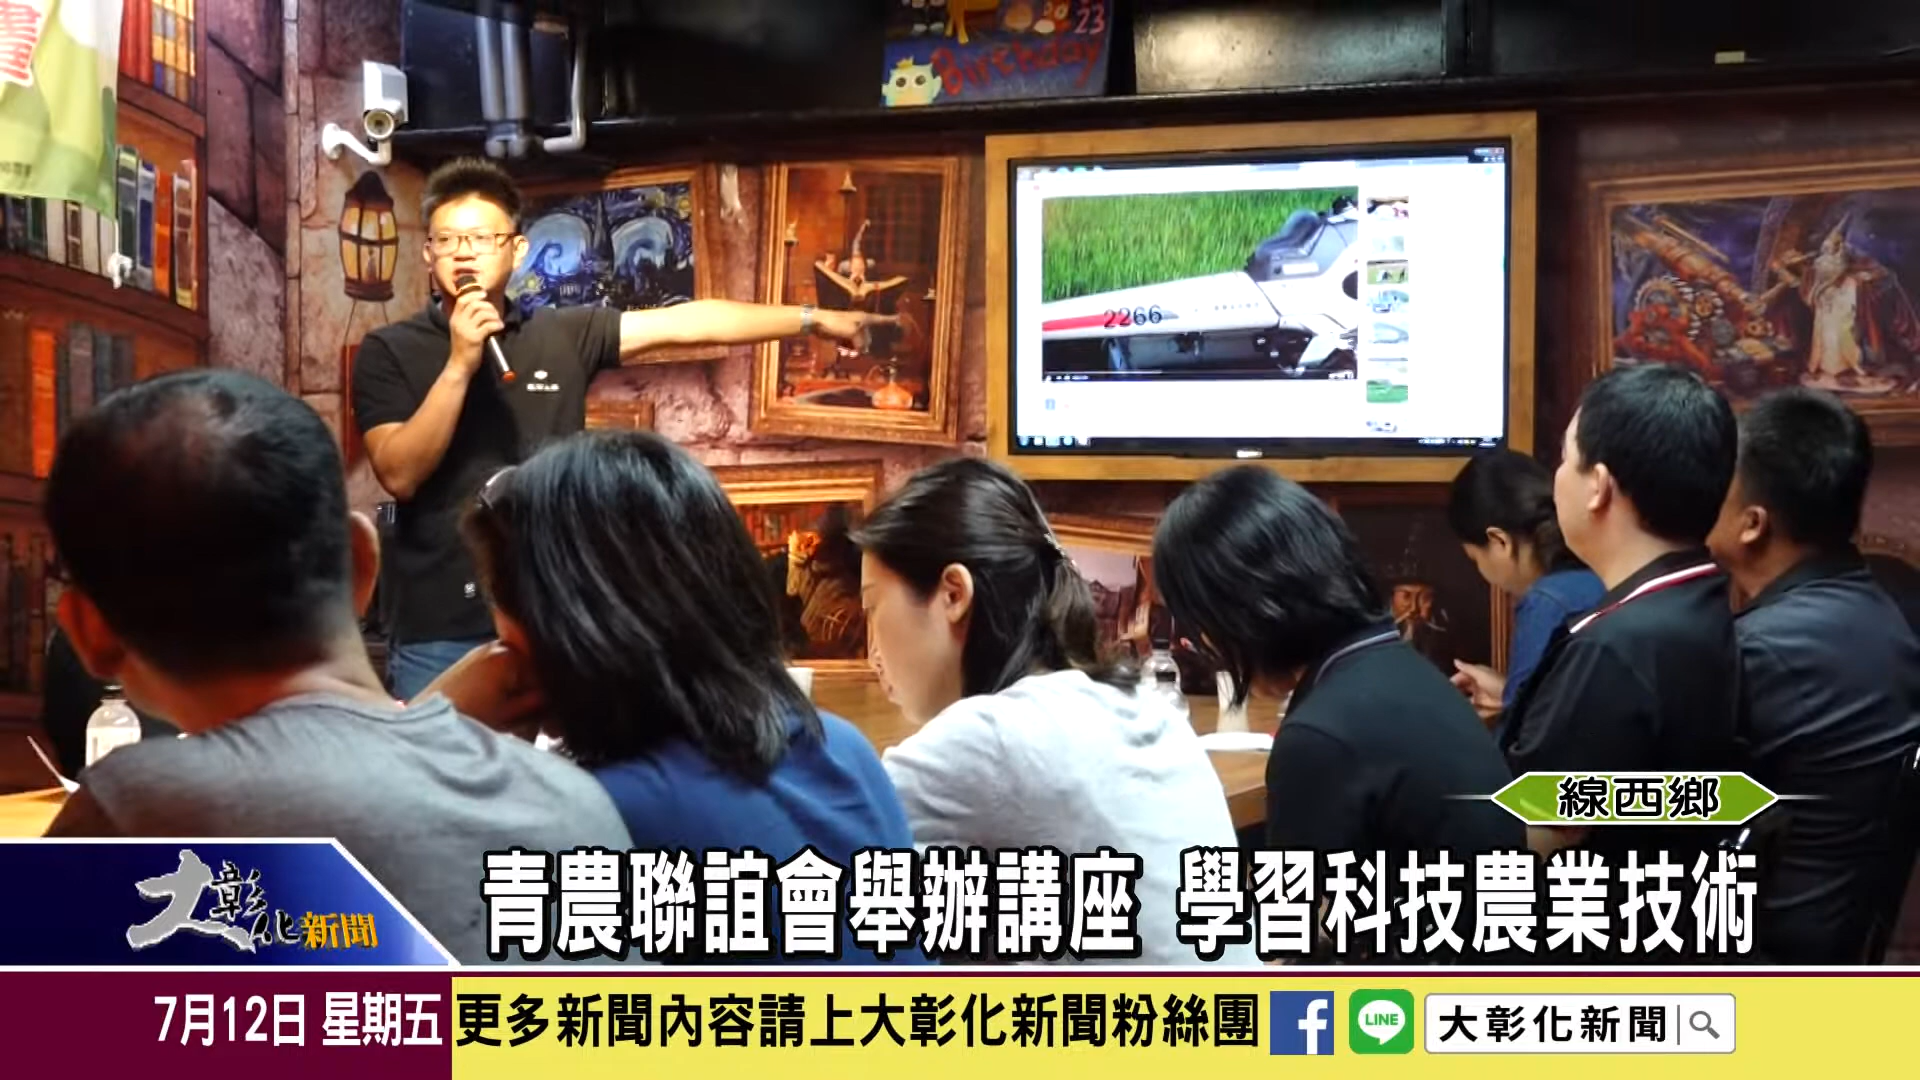 23
Birthday
2266
線西鄉
大彰化新聞
青農聯誼會舉辦講座 學習科技農業技術
7月12日 星期五
更多新聞內容請上大彰化新聞粉絲團
f
LINE
大彰化新聞